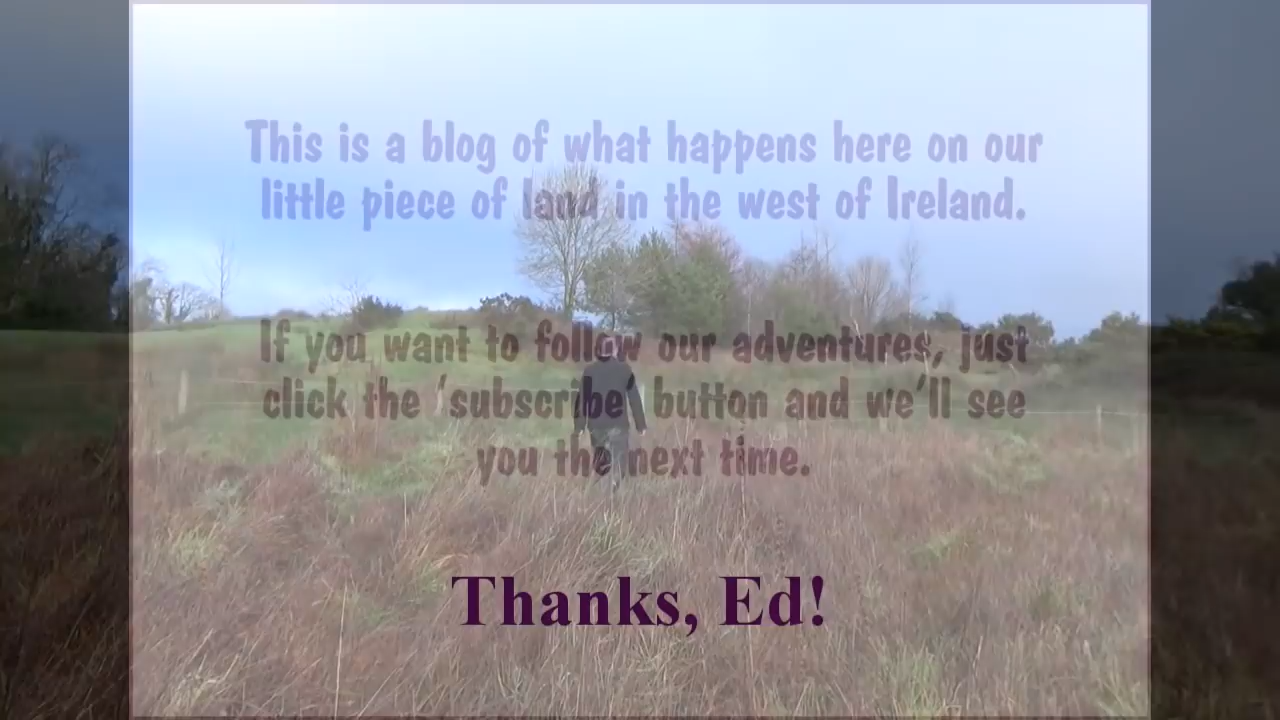 This is a blog of what happens here on our
little piece of land in the west of Ireland.
If you want to follow our adventures, just
click the ‘subscribe’ button and we’ll see
you the next time.
Thanks, Ed!